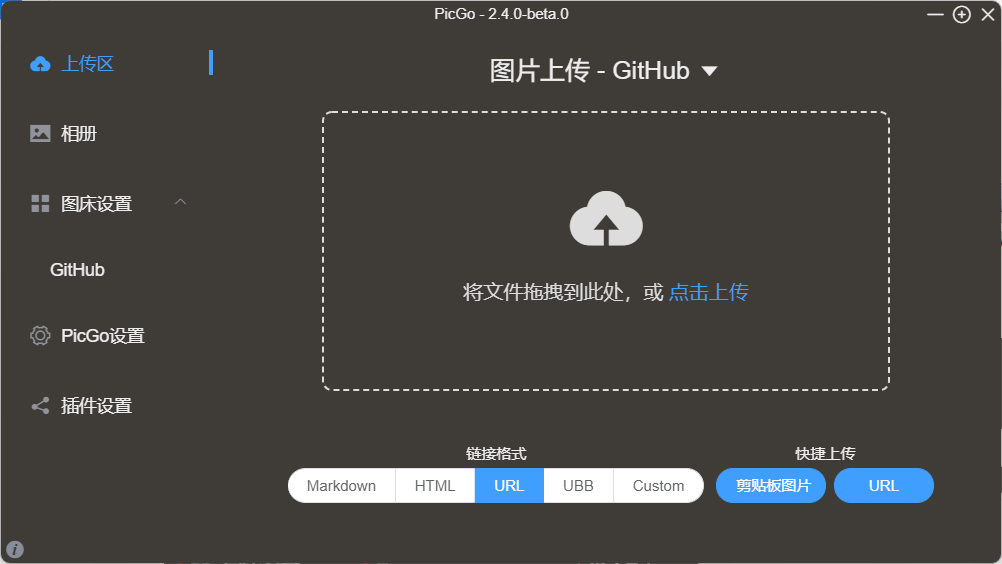 PicGo - 2.4.0-beta.0
上传区
相册
图床设置
GitHub
PicGo设置
插件设置
图片上传 - GitHub
将文件拖拽到此处，或 点击上传
链接格式
Markdown HTML URL UBB Custom
快捷上传
剪贴板图片 URL